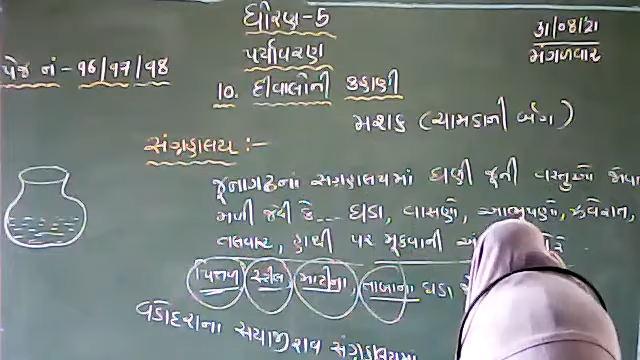 ધોરણ-5
31/08/21
પર્યાવરણ
મંગળવાર
પેજ નં - 96/97/98
10. દીવાલોની કહાણી
મશક (ચામડાની બેગ)
સંગ્રહાલય :-
જૂનાગઢનાં સંગ્રહાલયમાં ઘણી જૂની વસ્તુઓ જોવા
મળી જેવી કે... ઘડા, વાસણો, આભૂષણો, ઝવેરાત,
તલવાર, હાથી પર મૂકવાની
પિત્તળ, સ્ટીલ, માટીના, તાંબાના ઘડા
વડોદરાના સયાજીરાવ સંગ્રહાલયમાં